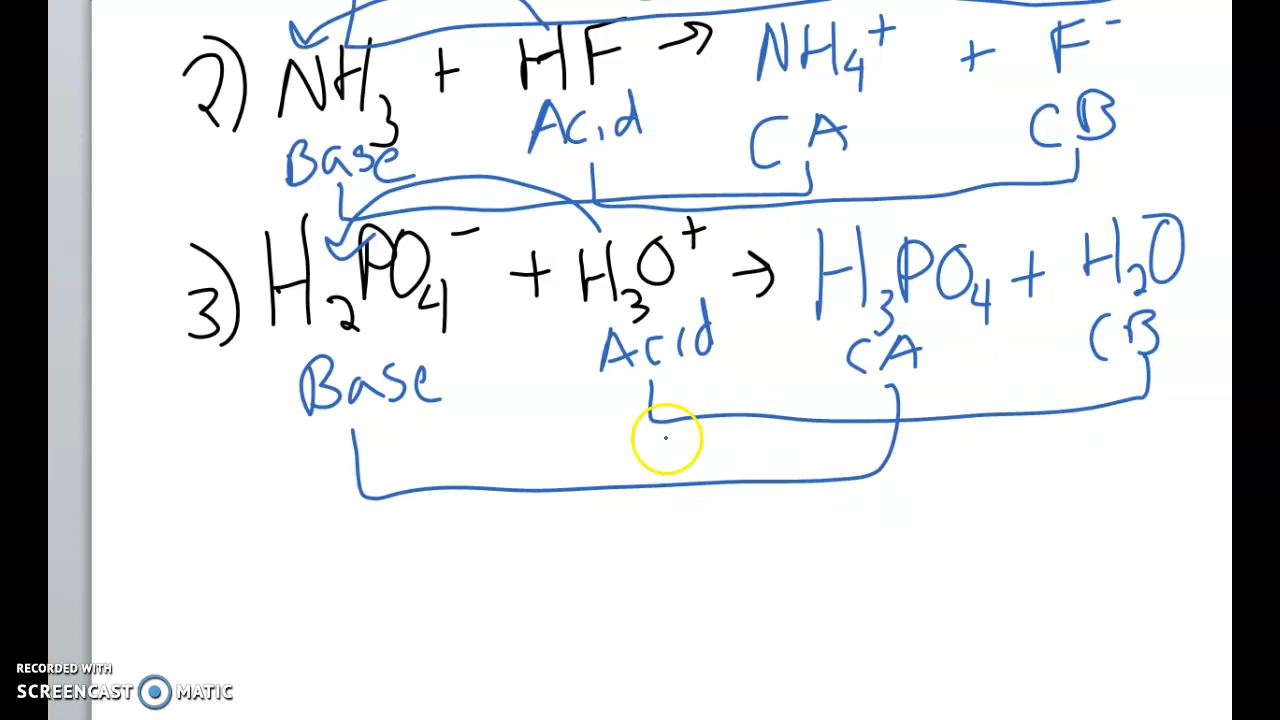 2) NH₃ + HF → NH₄⁺ + F⁻
Base Acid CA CB
3) H₂PO₄⁻ + H₃O⁺ → H₃PO₄ + H₂O
Base Acid CA CB
RECORDED WITH
SCREENCAST MATIC